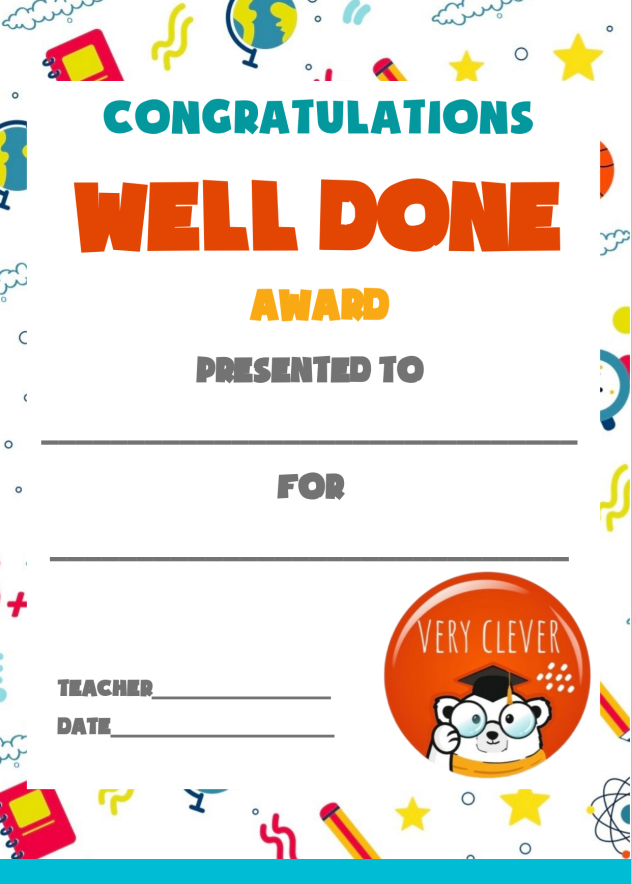 CONGRATULATIONS
WELL DONE
AWARD
PRESENTED TO
FOR
VERY CLEVER
TEACHER
DATE